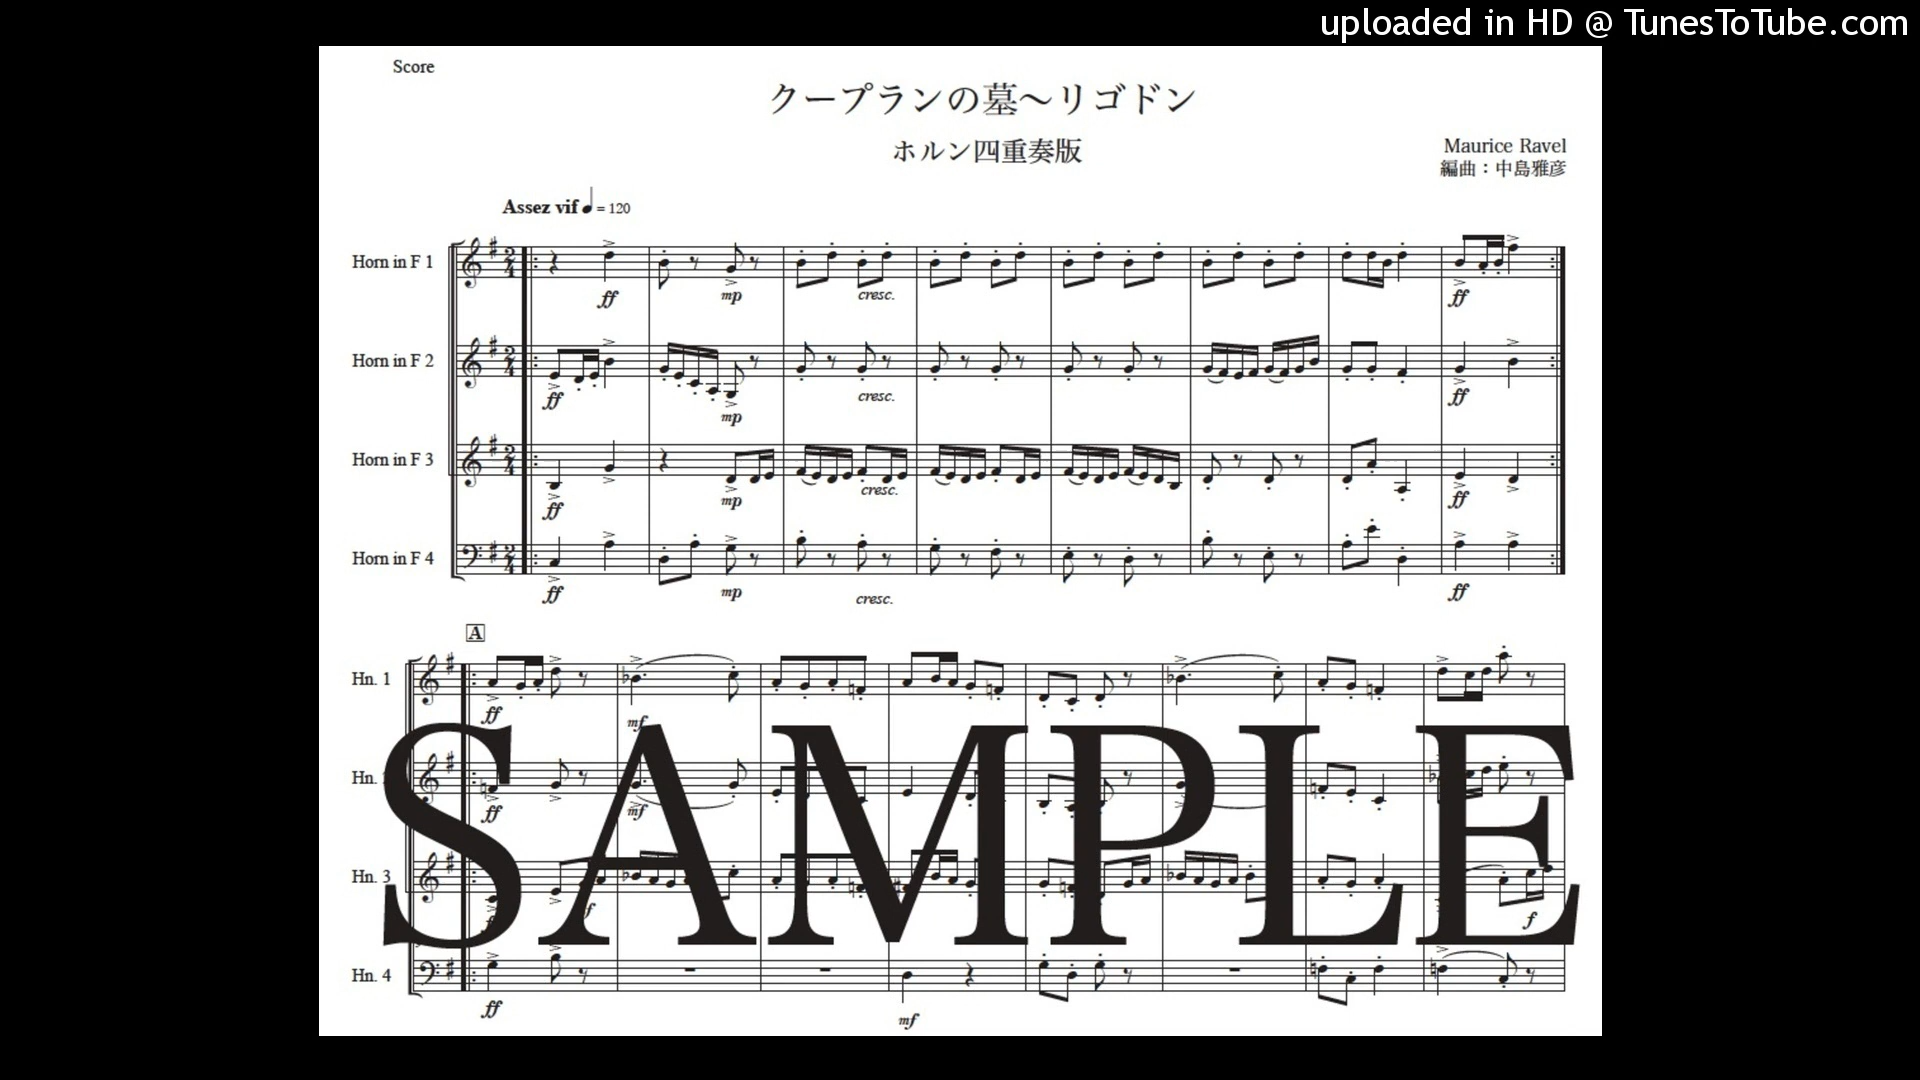 uploaded in HD @ TunesToTube.com
Score
クープランの墓～リゴドン
ホルン四重奏版
Maurice Ravel
編曲：中島雅彦
Assez vif ♩ = 120
Horn in F 1
ff
mp
cresc.
ff
Horn in F 2
ff
mp
cresc.
ff
Horn in F 3
ff
mp
cresc.
ff
Horn in F 4
ff
mp
cresc.
ff
A
Hn. 1
ff
mf
Hn. 2
ff
mf
SAMPLE
Hn. 3
f
Hn. 4
ff
mf